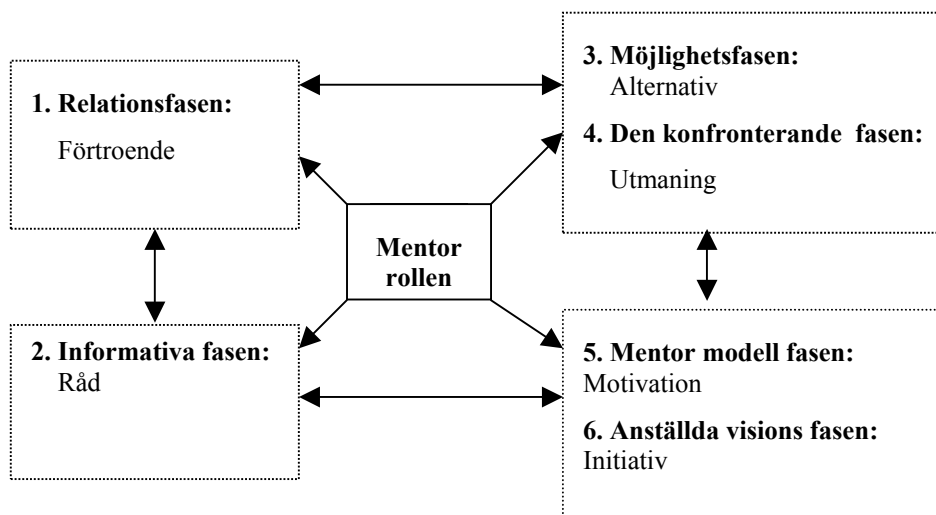 1. Relationsfasen:
Förtroende
3. Möjlighetsfasen:
Alternativ
4. Den konfronterande fasen:
Utmaning
Mentor
rollen
2. Informativa fasen:
Råd
5. Mentor modell fasen:
Motivation
6. Anställda visions fasen:
Initiativ